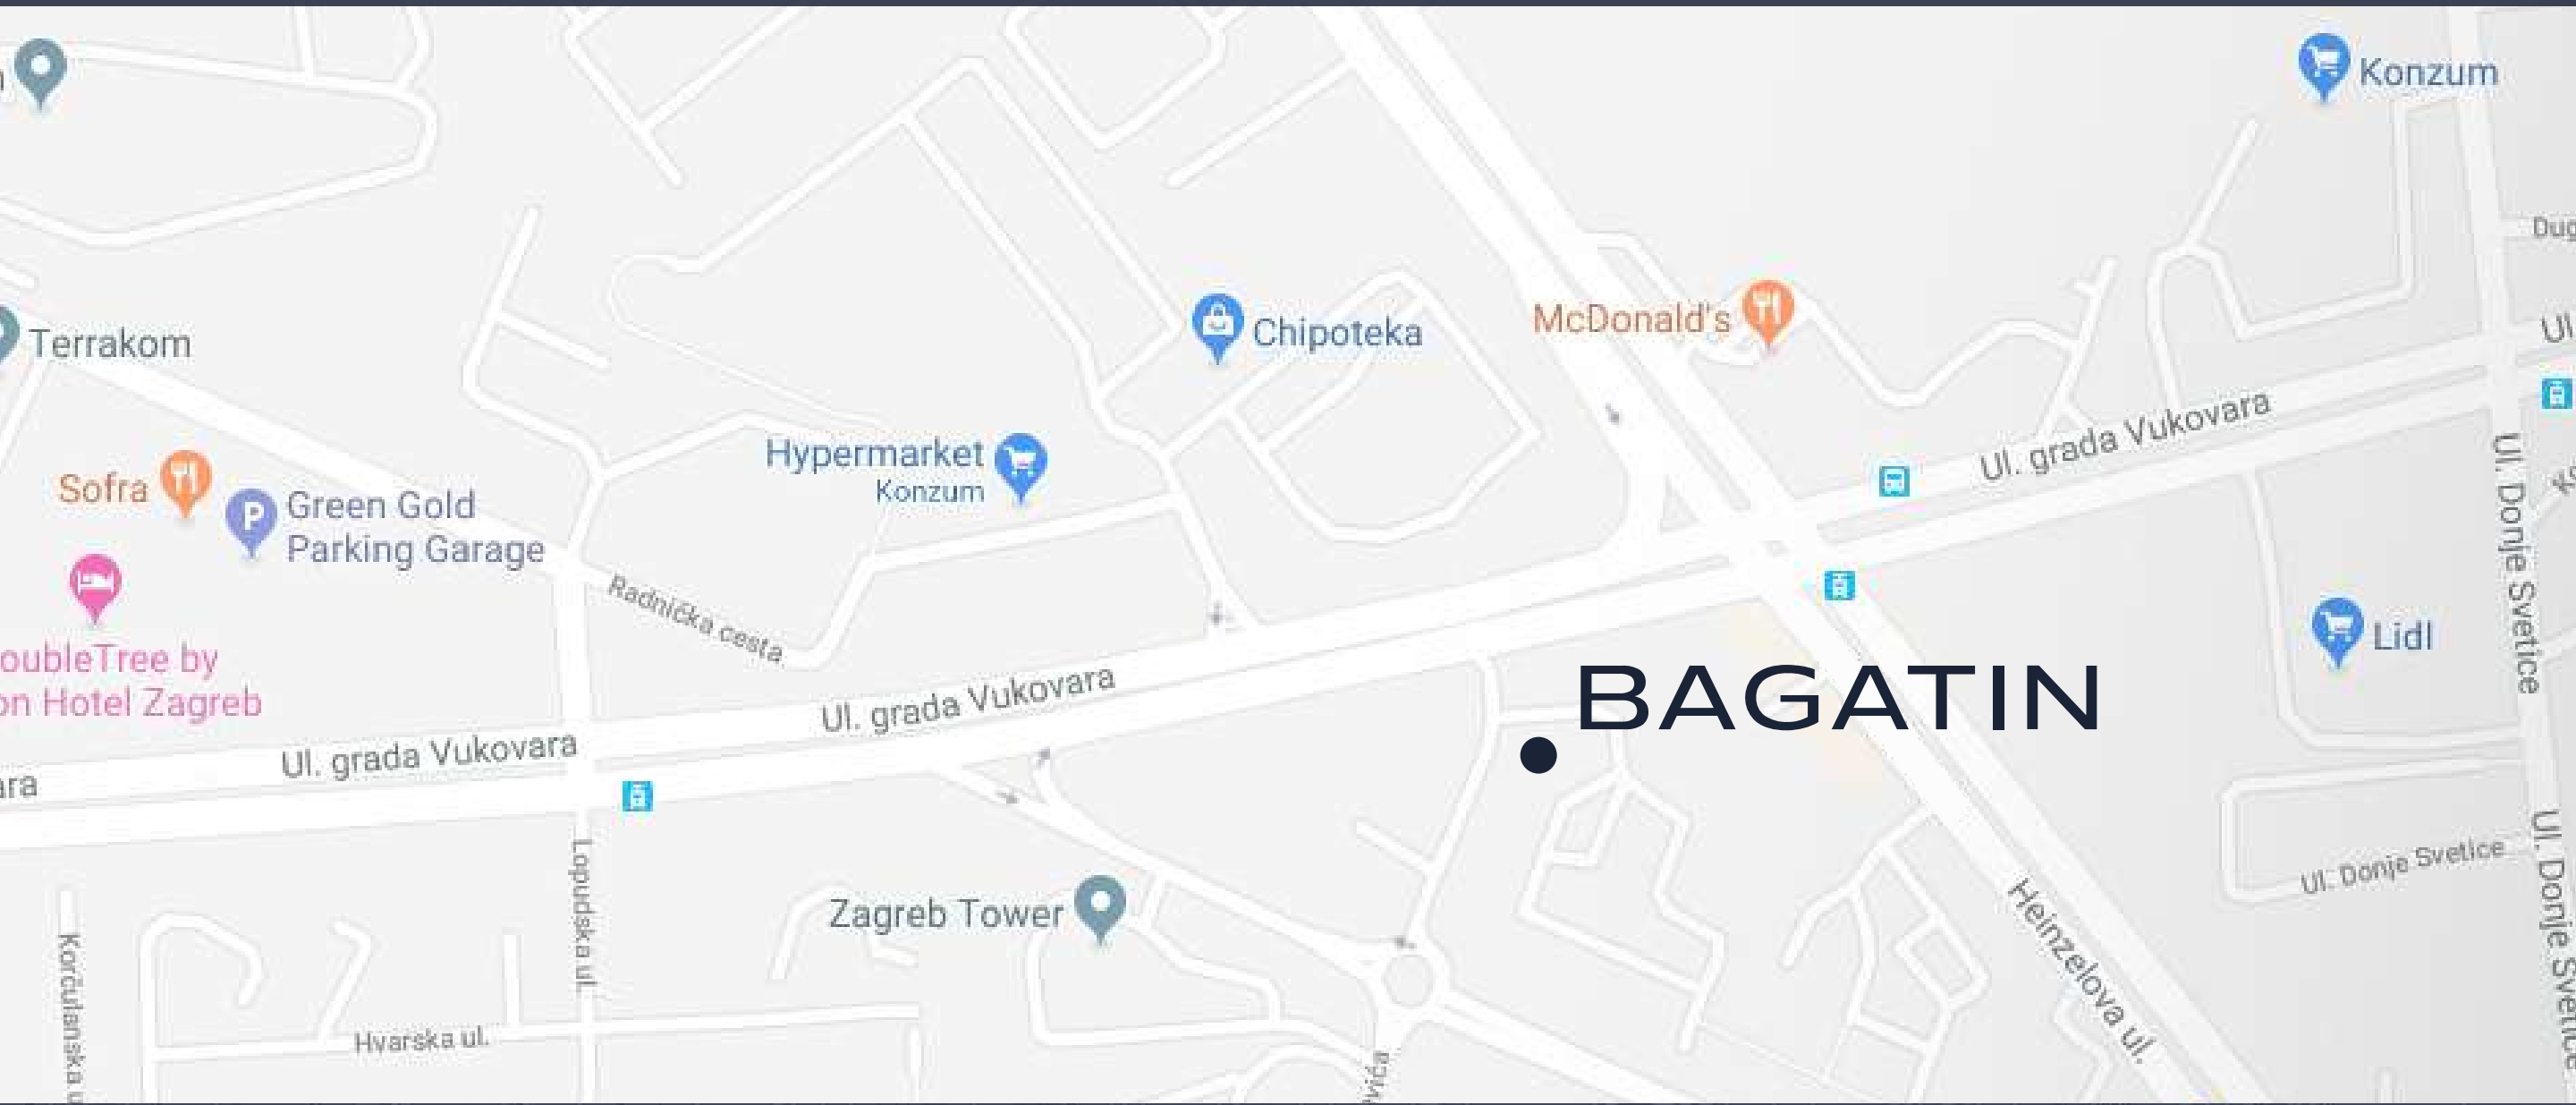 Konzum
Terrakom
Chipoteka
McDonald's
Ul. grada Vukovara
Hypermarket
Konzum
Sofra
P
Green Gold
Parking Garage
Radnička cesta
Ul. Donje Svetice
Lidl
oubleTree by
on Hotel Zagreb
BAGATIN
Ul. grada Vukovara
Ul. grada Vukovara
ara
Lopudska ul.
Zagreb Tower
Ul. Donje Svetice
Ul. Donje Svetice
Heinzelova ul.
Korčulanska u
Hvarska ul.